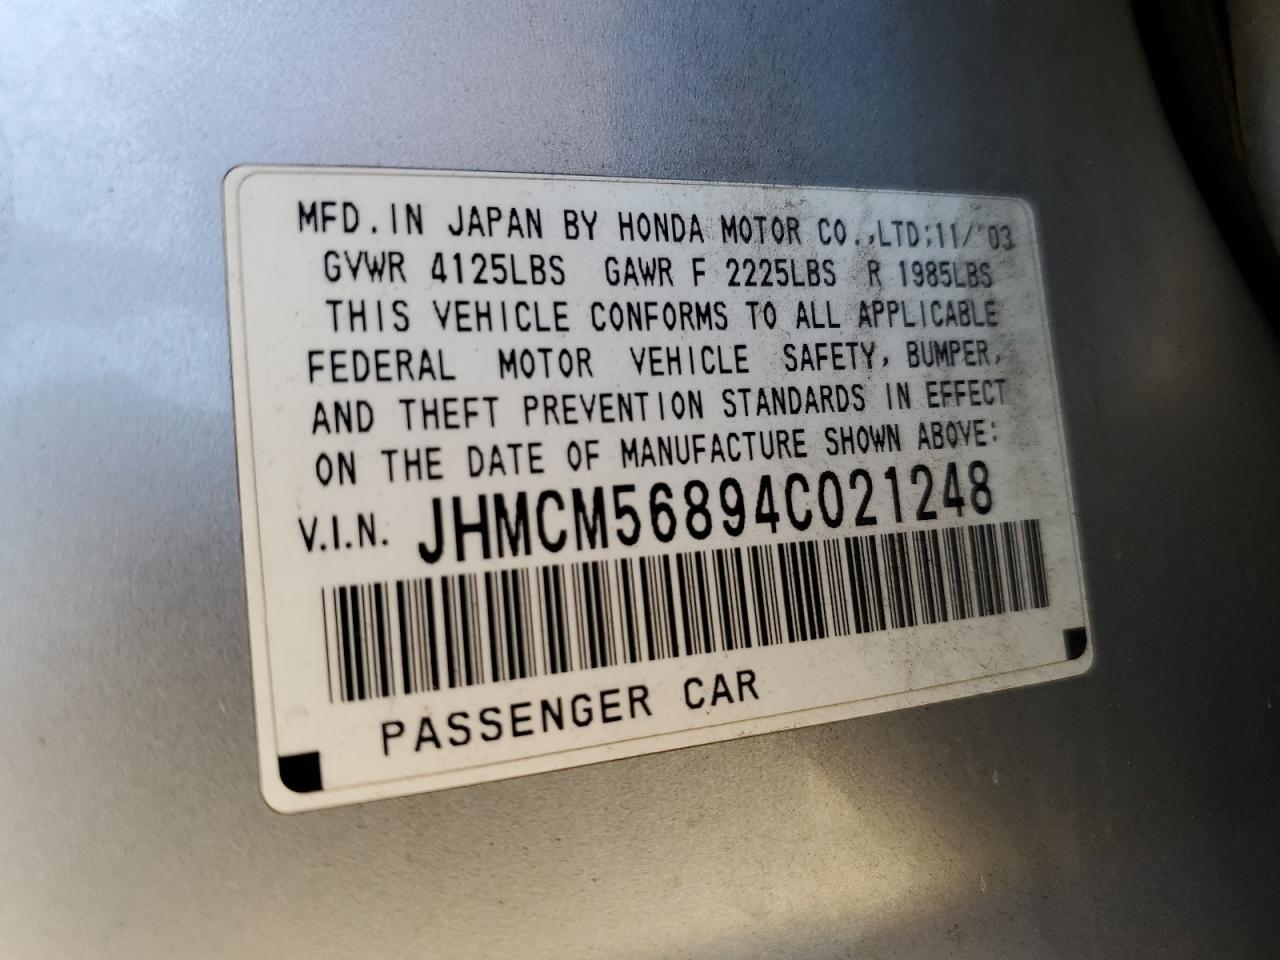 MFD. IN JAPAN BY HONDA MOTOR CO.,LTD;11/'03
GVWR 4125LBS GAWR F 2225LBS R 1985LBS
THIS VEHICLE CONFORMS TO ALL APPLICABLE
FEDERAL MOTOR VEHICLE SAFETY, BUMPER,
AND THEFT PREVENTION STANDARDS IN EFFECT
ON THE DATE OF MANUFACTURE SHOWN ABOVE:
V.I.N. JHMCM56894C021248
PASSENGER CAR